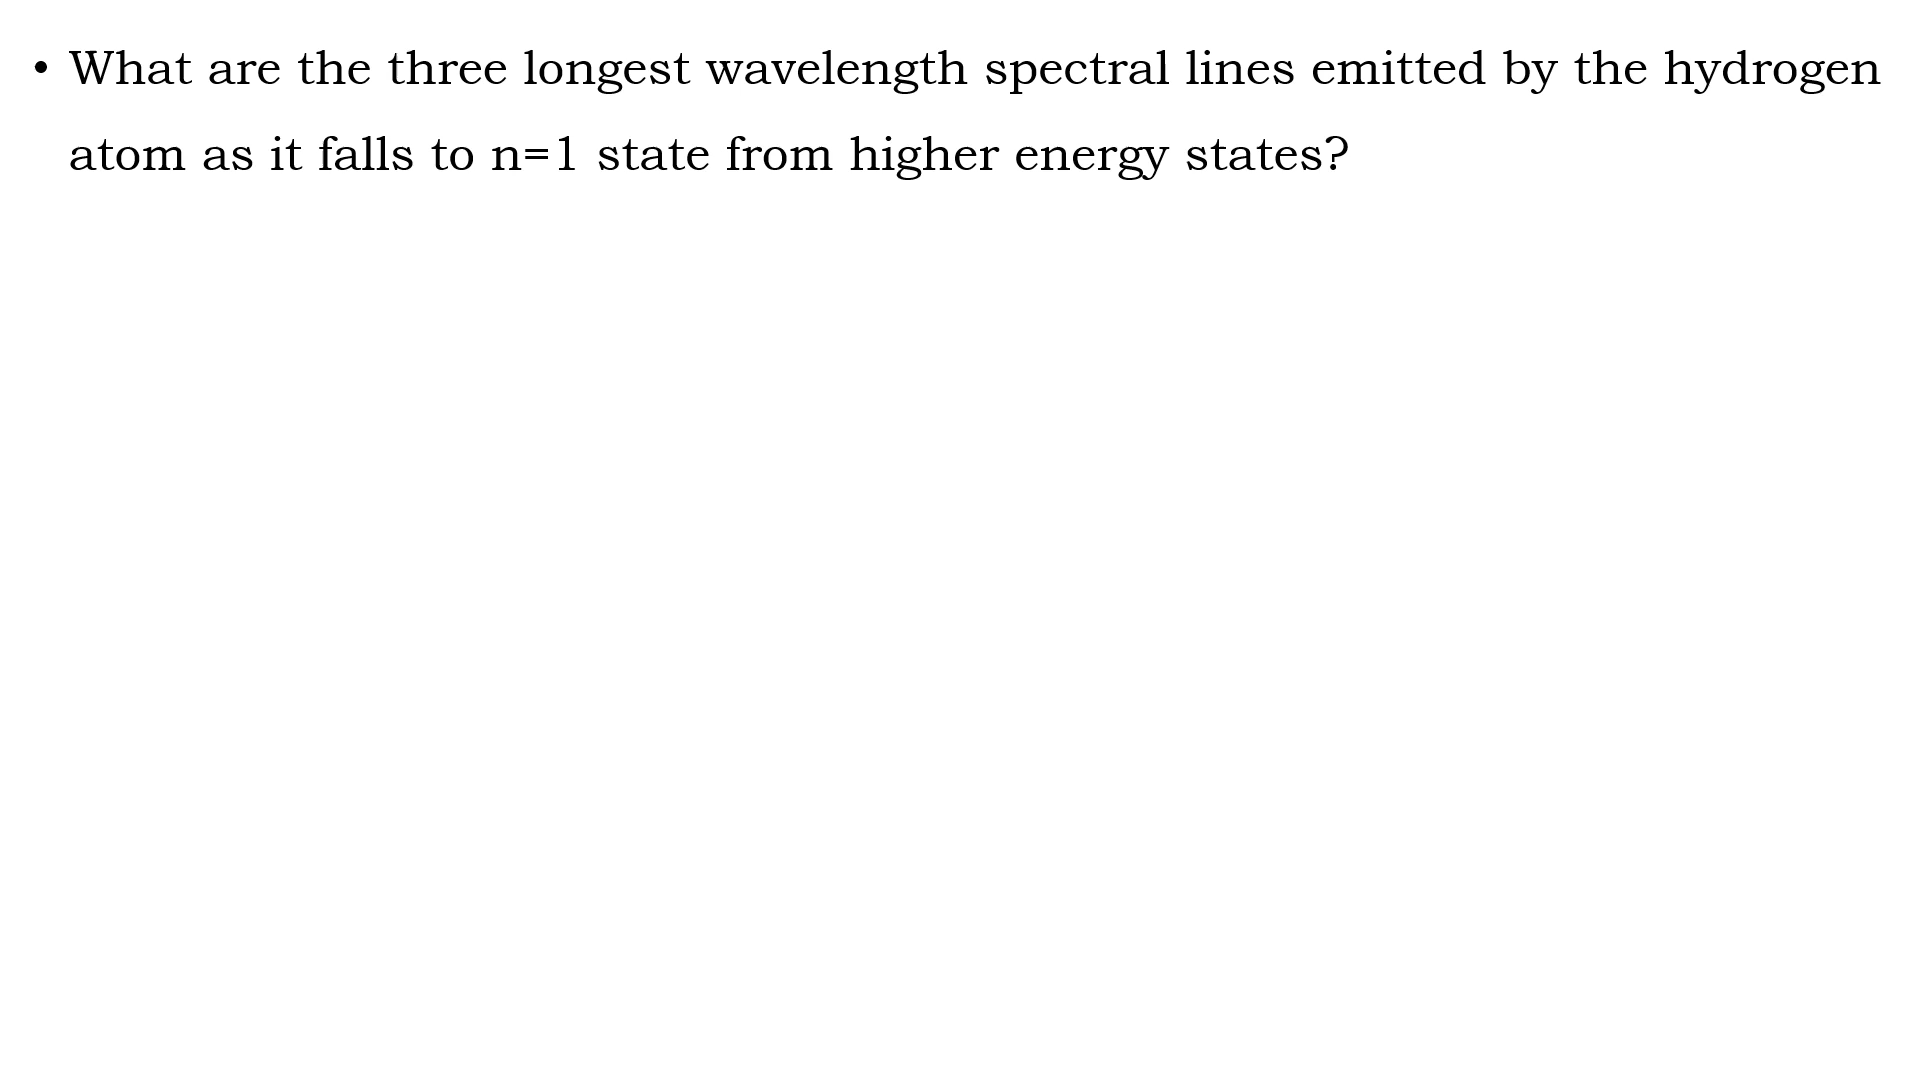 • What are the three longest wavelength spectral lines emitted by the hydrogen
atom as it falls to n=1 state from higher energy states?